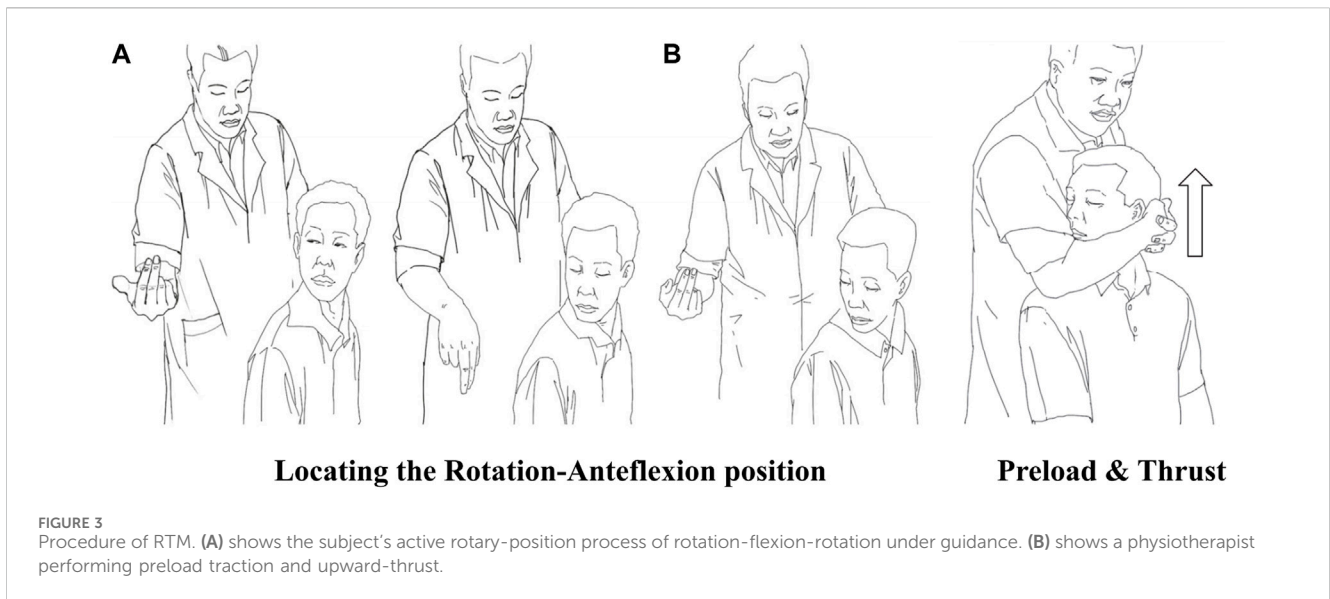 A
B
Locating the Rotation-Anteflexion position
Preload & Thrust
FIGURE 3
Procedure of RTM. (A) shows the subject's active rotary-position process of rotation-flexion-rotation under guidance. (B) shows a physiotherapist
performing preload traction and upward-thrust.